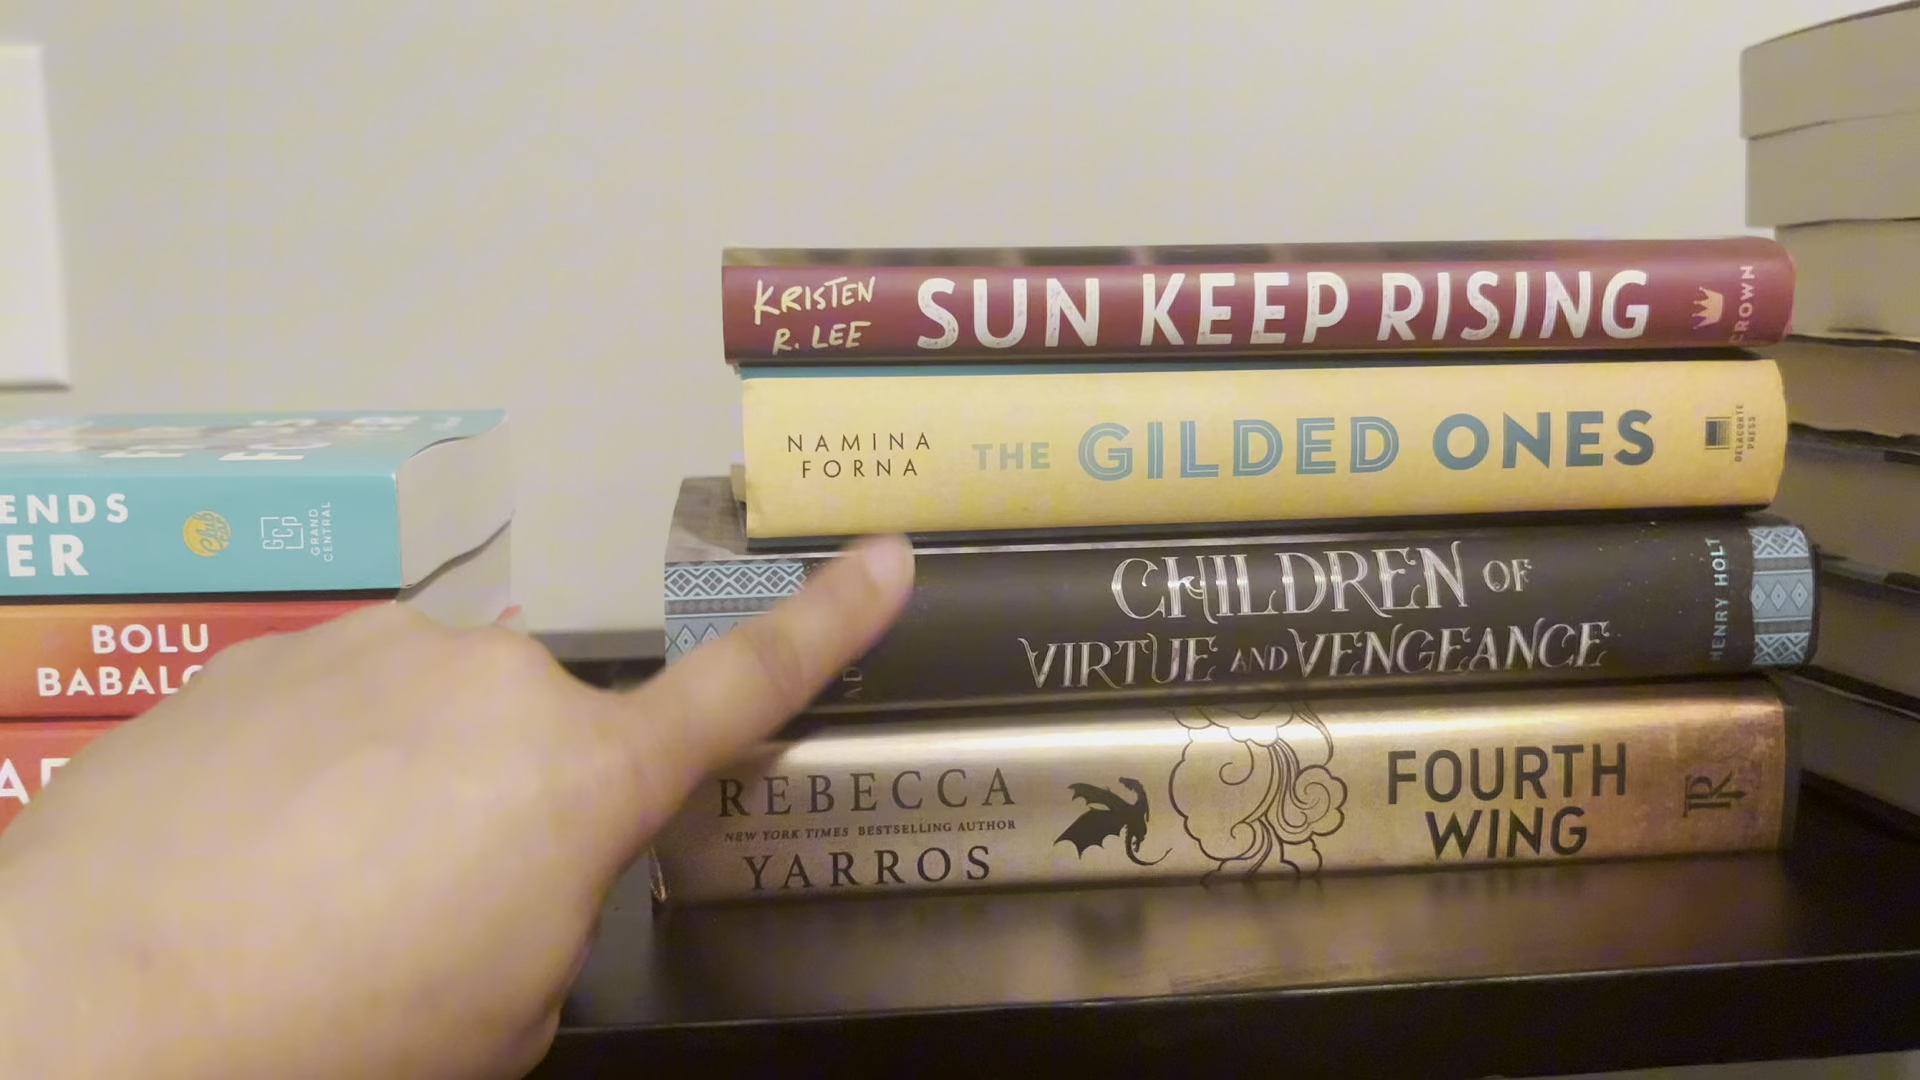 KRISTEN
R. LEE
SUN KEEP RISING
CROWN
NAMINA
FORNA
THE GILDED ONES
DELACORTE
PRESS
CHILDREN OF
VIRTUE AND VENGEANCE
HENRY HOLT
REBECCA
NEW YORK TIMES BESTSELLING AUTHOR
YARROS
FOURTH
WING
R
ENDS
ER
GCP
GRAND
CENTRAL
BOLU
BABALO